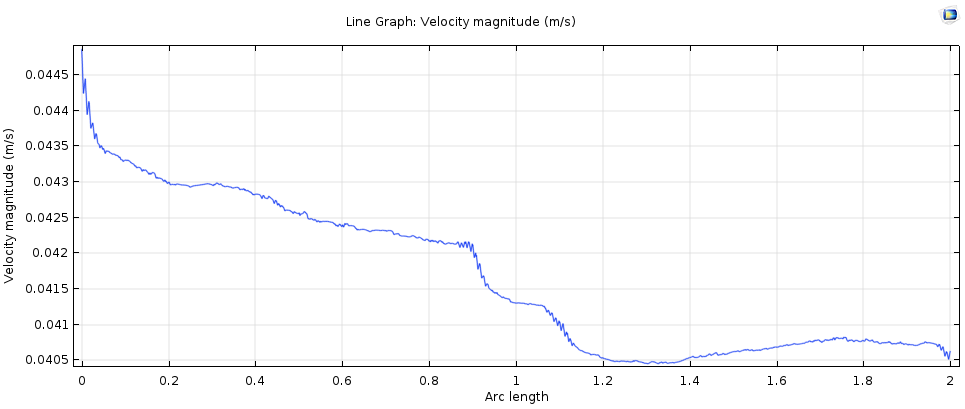 Line Graph: Velocity magnitude (m/s)
Velocity magnitude (m/s)
0.0445
0.044
0.0435
0.043
0.0425
0.042
0.0415
0.041
0.0405
0 0.2 0.4 0.6 0.8 1 1.2 1.4 1.6 1.8 2
Arc length